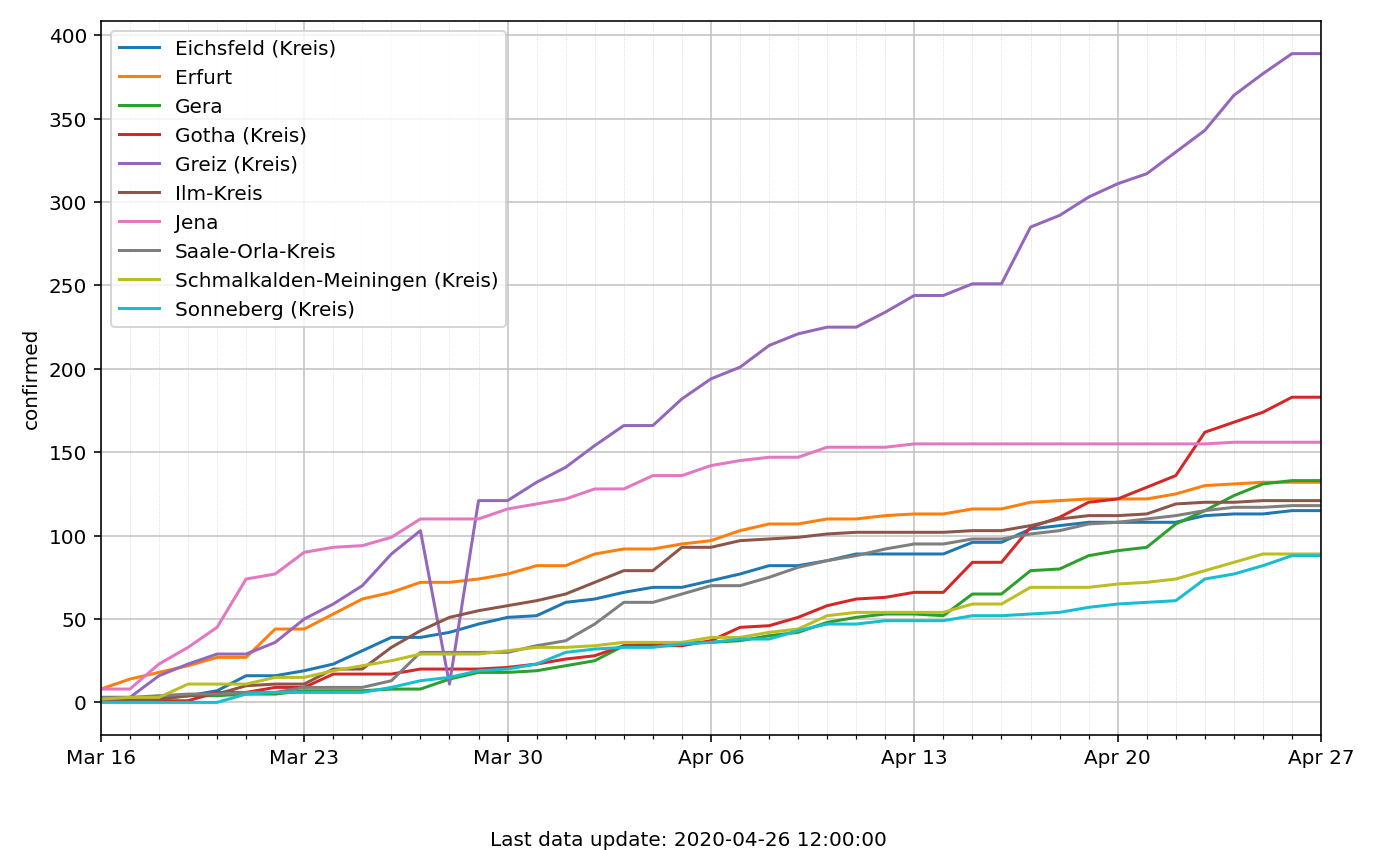 400
350
300
250
200
150
100
50
0
confirmed
Eichsfeld (Kreis)
Erfurt
Gera
Gotha (Kreis)
Greiz (Kreis)
Ilm-Kreis
Jena
Saale-Orla-Kreis
Schmalkalden-Meiningen (Kreis)
Sonneberg (Kreis)
Mar 16 Mar 23 Mar 30 Apr 06 Apr 13 Apr 20 Apr 27
Last data update: 2020-04-26 12:00:00